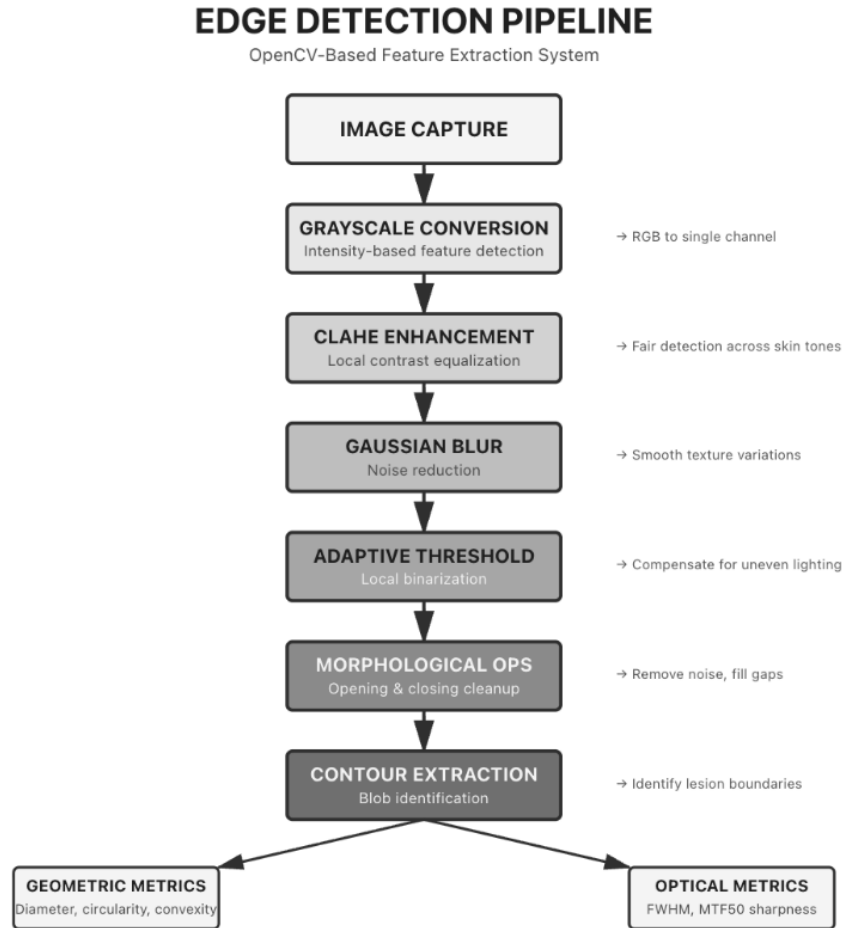 EDGE DETECTION PIPELINE
OpenCV-Based Feature Extraction System
IMAGE CAPTURE
GRAYSCALE CONVERSION
Intensity-based feature detection
→ RGB to single channel
CLAHE ENHANCEMENT
Local contrast equalization
→ Fair detection across skin tones
GAUSSIAN BLUR
Noise reduction
→ Smooth texture variations
ADAPTIVE THRESHOLD
Local binarization
→ Compensate for uneven lighting
MORPHOLOGICAL OPS
Opening & closing cleanup
→ Remove noise, fill gaps
CONTOUR EXTRACTION
Blob identification
→ Identify lesion boundaries
GEOMETRIC METRICS
Diameter, circularity, convexity
OPTICAL METRICS
FWHM, MTF50 sharpness